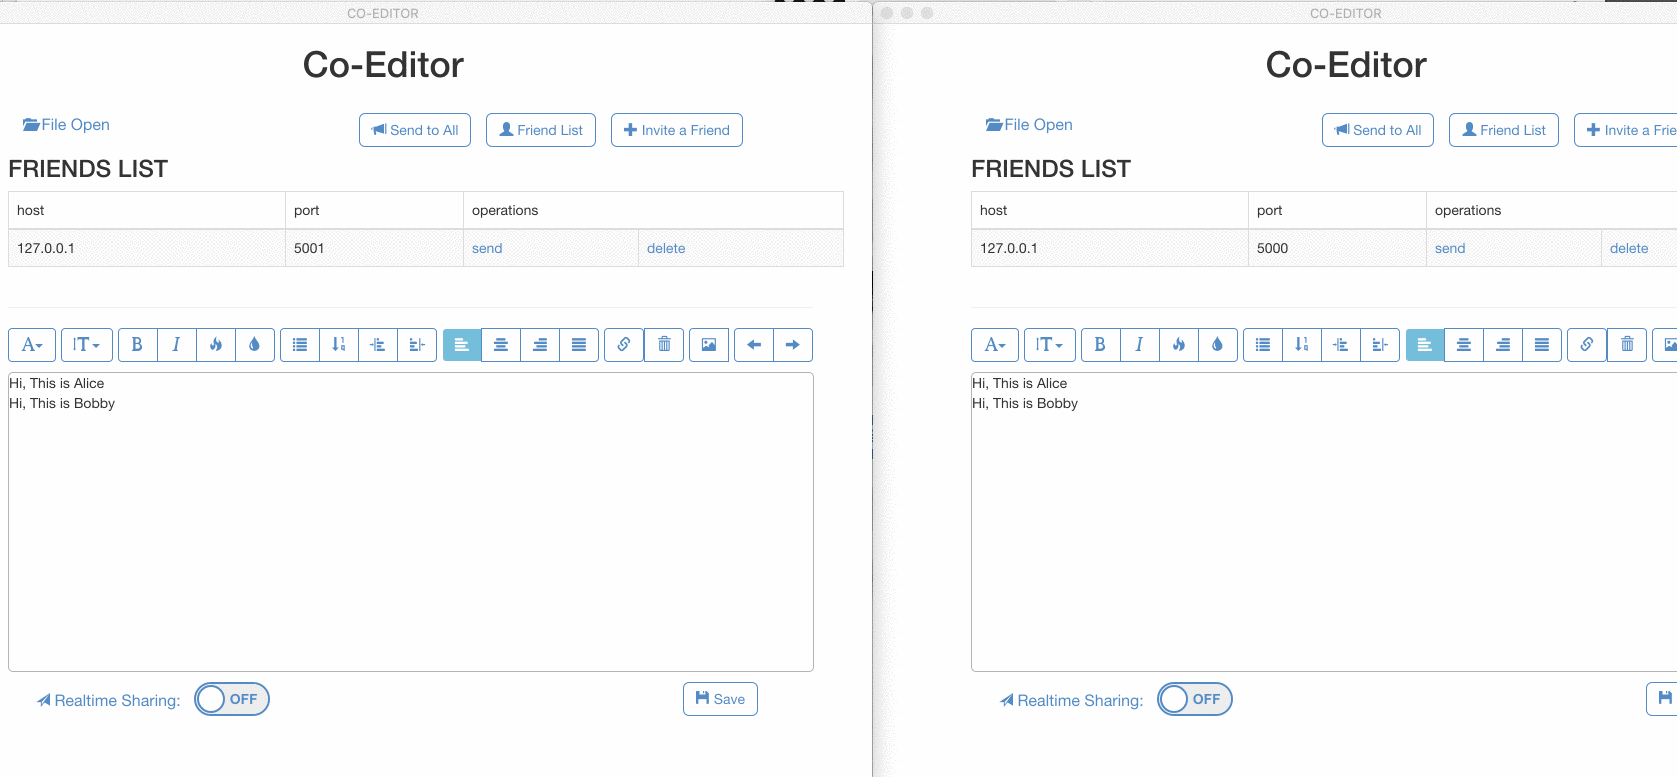 CO-EDITOR
Co-Editor
File Open
Send to All
Friend List
Invite a Friend
FRIENDS LIST
host port operations
127.0.0.1 5001 send delete
A T B I
Hi, This is Alice
Hi, This is Bobby
Realtime Sharing: OFF
Save
CO-EDITOR
Co-Editor
File Open
Send to All
Friend List
Invite a Frie
FRIENDS LIST
host port operations
127.0.0.1 5000 send delete
A T B I
Hi, This is Alice
Hi, This is Bobby
Realtime Sharing: OFF